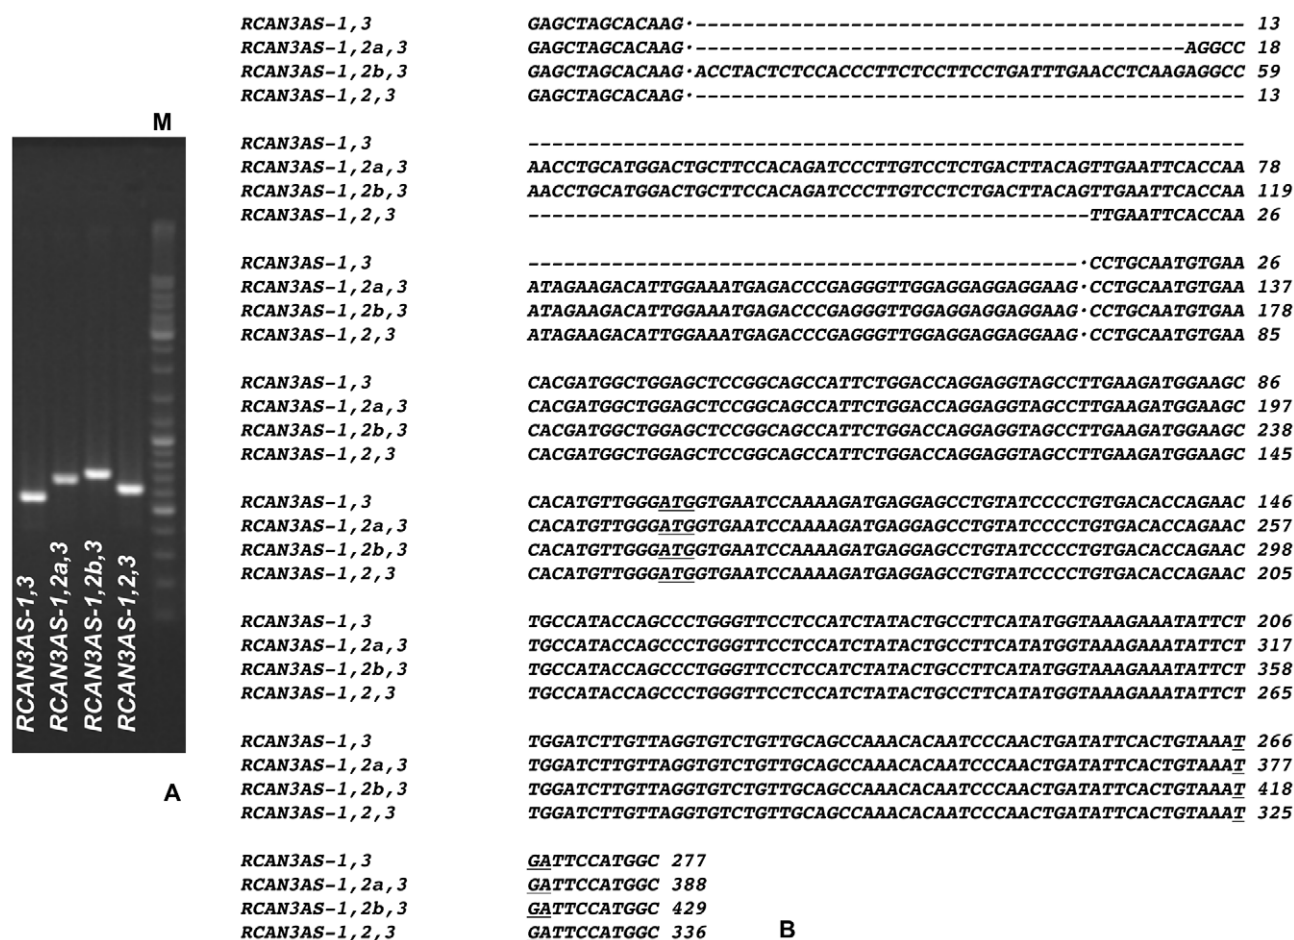 RCAN3AS-1,3 GAGCTAGCACAAG·---------------------------------------------- 13
RCAN3AS-1,2a,3 GAGCTAGCACAAG·-----------------------------------------AGGCC 18
RCAN3AS-1,2b,3 GAGCTAGCACAAG·ACCTACTCTCCACCCTTCTCCTTCCTGATTTGAACCTCAAGAGGCC 59
RCAN3AS-1,2,3 GAGCTAGCACAAG·---------------------------------------------- 13
RCAN3AS-1,3 ------------------------------------------------------------
RCAN3AS-1,2a,3 AACCTGCATGGACTGCTTCCACAGATCCCTTGTCCTCTGACTTACAGTTGAATTCACCAA 78
RCAN3AS-1,2b,3 AACCTGCATGGACTGCTTCCACAGATCCCTTGTCCTCTGACTTACAGTTGAATTCACCAA 119
RCAN3AS-1,2,3 -----------------------------------------------TTGAATTCACCAA 26
RCAN3AS-1,3 ----------------------------------------------·CCTGCAATGTGAA 26
RCAN3AS-1,2a,3 ATAGAAGACATTGGAAATGAGACCCGAGGGTTGGAGGAGGAGGAAG·CCTGCAATGTGAA 137
RCAN3AS-1,2b,3 ATAGAAGACATTGGAAATGAGACCCGAGGGTTGGAGGAGGAGGAAG·CCTGCAATGTGAA 178
RCAN3AS-1,2,3 ATAGAAGACATTGGAAATGAGACCCGAGGGTTGGAGGAGGAGGAAG·CCTGCAATGTGAA 85
RCAN3AS-1,3 CACGATGGCTGGAGCTCCGGCAGCCATTCTGGACCAGGAGGTAGCCTTGAAGATGGAAGC 86
RCAN3AS-1,2a,3 CACGATGGCTGGAGCTCCGGCAGCCATTCTGGACCAGGAGGTAGCCTTGAAGATGGAAGC 197
RCAN3AS-1,2b,3 CACGATGGCTGGAGCTCCGGCAGCCATTCTGGACCAGGAGGTAGCCTTGAAGATGGAAGC 238
RCAN3AS-1,2,3 CACGATGGCTGGAGCTCCGGCAGCCATTCTGGACCAGGAGGTAGCCTTGAAGATGGAAGC 145
RCAN3AS-1,3 CACATGTTGGGATGGTGAATCCAAAAGATGAGGAGCCTGTATCCCCTGTGACACCAGAAC 146
RCAN3AS-1,2a,3 CACATGTTGGGATGGTGAATCCAAAAGATGAGGAGCCTGTATCCCCTGTGACACCAGAAC 257
RCAN3AS-1,2b,3 CACATGTTGGGATGGTGAATCCAAAAGATGAGGAGCCTGTATCCCCTGTGACACCAGAAC 298
RCAN3AS-1,2,3 CACATGTTGGGATGGTGAATCCAAAAGATGAGGAGCCTGTATCCCCTGTGACACCAGAAC 205
RCAN3AS-1,3 TGCCATACCAGCCCTGGGTTCCTCCATCTATACTGCCTTCATATGGTAAAGAAATATTCT 206
RCAN3AS-1,2a,3 TGCCATACCAGCCCTGGGTTCCTCCATCTATACTGCCTTCATATGGTAAAGAAATATTCT 317
RCAN3AS-1,2b,3 TGCCATACCAGCCCTGGGTTCCTCCATCTATACTGCCTTCATATGGTAAAGAAATATTCT 358
RCAN3AS-1,2,3 TGCCATACCAGCCCTGGGTTCCTCCATCTATACTGCCTTCATATGGTAAAGAAATATTCT 265
RCAN3AS-1,3 TGGATCTTGTTAGGTGTCTGTTGCAGCCAAACACAATCCCAACTGATATTCACTGTAAAT 266
RCAN3AS-1,2a,3 TGGATCTTGTTAGGTGTCTGTTGCAGCCAAACACAATCCCAACTGATATTCACTGTAAAT 377
RCAN3AS-1,2b,3 TGGATCTTGTTAGGTGTCTGTTGCAGCCAAACACAATCCCAACTGATATTCACTGTAAAT 418
RCAN3AS-1,2,3 TGGATCTTGTTAGGTGTCTGTTGCAGCCAAACACAATCCCAACTGATATTCACTGTAAAT 325
RCAN3AS-1,3 GATTCCATGGC 277
RCAN3AS-1,2a,3 GATTCCATGGC 388
RCAN3AS-1,2b,3 GATTCCATGGC 429
RCAN3AS-1,2,3 GATTCCATGGC 336
M
RCAN3AS-1,3
RCAN3AS-1,2a,3
RCAN3AS-1,2b,3
RCAN3AS-1,2,3
A
B